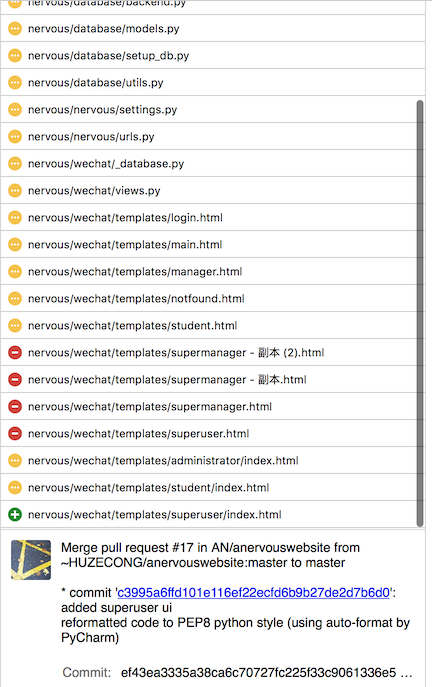 nervous/database/backend.py
nervous/database/models.py
nervous/database/setup_db.py
nervous/database/utils.py
nervous/nervous/settings.py
nervous/nervous/urls.py
nervous/wechat/_database.py
nervous/wechat/views.py
nervous/wechat/templates/login.html
nervous/wechat/templates/main.html
nervous/wechat/templates/manager.html
nervous/wechat/templates/notfound.html
nervous/wechat/templates/student.html
nervous/wechat/templates/supermanager - 副本 (2).html
nervous/wechat/templates/supermanager - 副本.html
nervous/wechat/templates/supermanager.html
nervous/wechat/templates/superuser.html
nervous/wechat/templates/administrator/index.html
nervous/wechat/templates/student/index.html
nervous/wechat/templates/superuser/index.html
Merge pull request #17 in AN/anervouswebsite from
~HUZECONG/anervouswebsite:master to master
* commit 'c3995a6ffd101e116ef22ecfd6b9b27de2d7b6d0':
added superuser ui
reformatted code to PEP8 python style (using auto-format by
PyCharm)
Commit: ef43ea3335a38ca6c70727fc225f33c9061336e5 ...